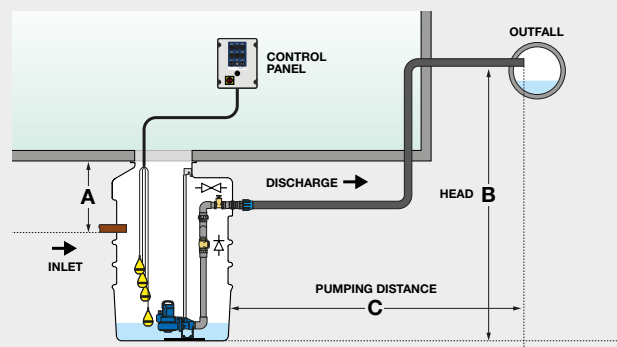 OUTFALL
CONTROL
PANEL
A
DISCHARGE
HEAD B
INLET
PUMPING DISTANCE
C